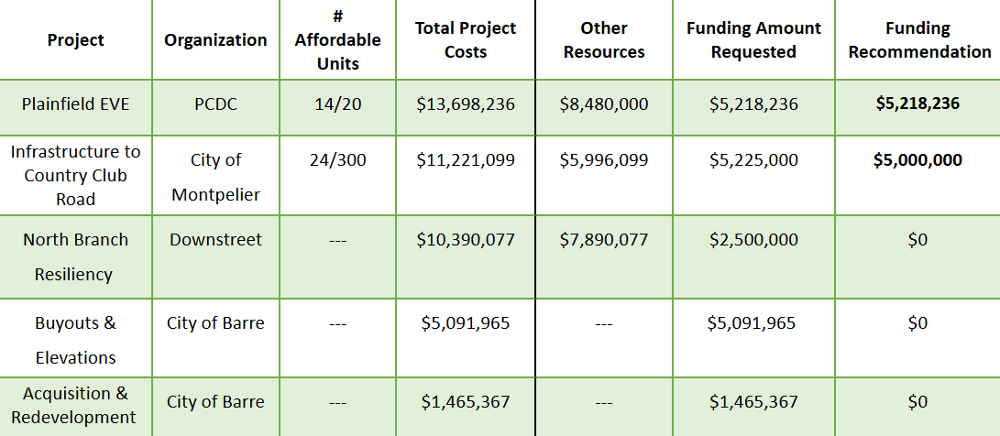 Project Organization # Affordable Units Total Project Costs Other Resources Funding Amount Requested Funding Recommendation
Plainfield EVE PCDC 14/20 $13,698,236 $8,480,000 $5,218,236 $5,218,236
Infrastructure to Country Club Road City of Montpelier 24/300 $11,221,099 $5,996,099 $5,225,000 $5,000,000
North Branch Resiliency Downstreet --- $10,390,077 $7,890,077 $2,500,000 $0
Buyouts & Elevations City of Barre --- $5,091,965 --- $5,091,965 $0
Acquisition & Redevelopment City of Barre --- $1,465,367 --- $1,465,367 $0